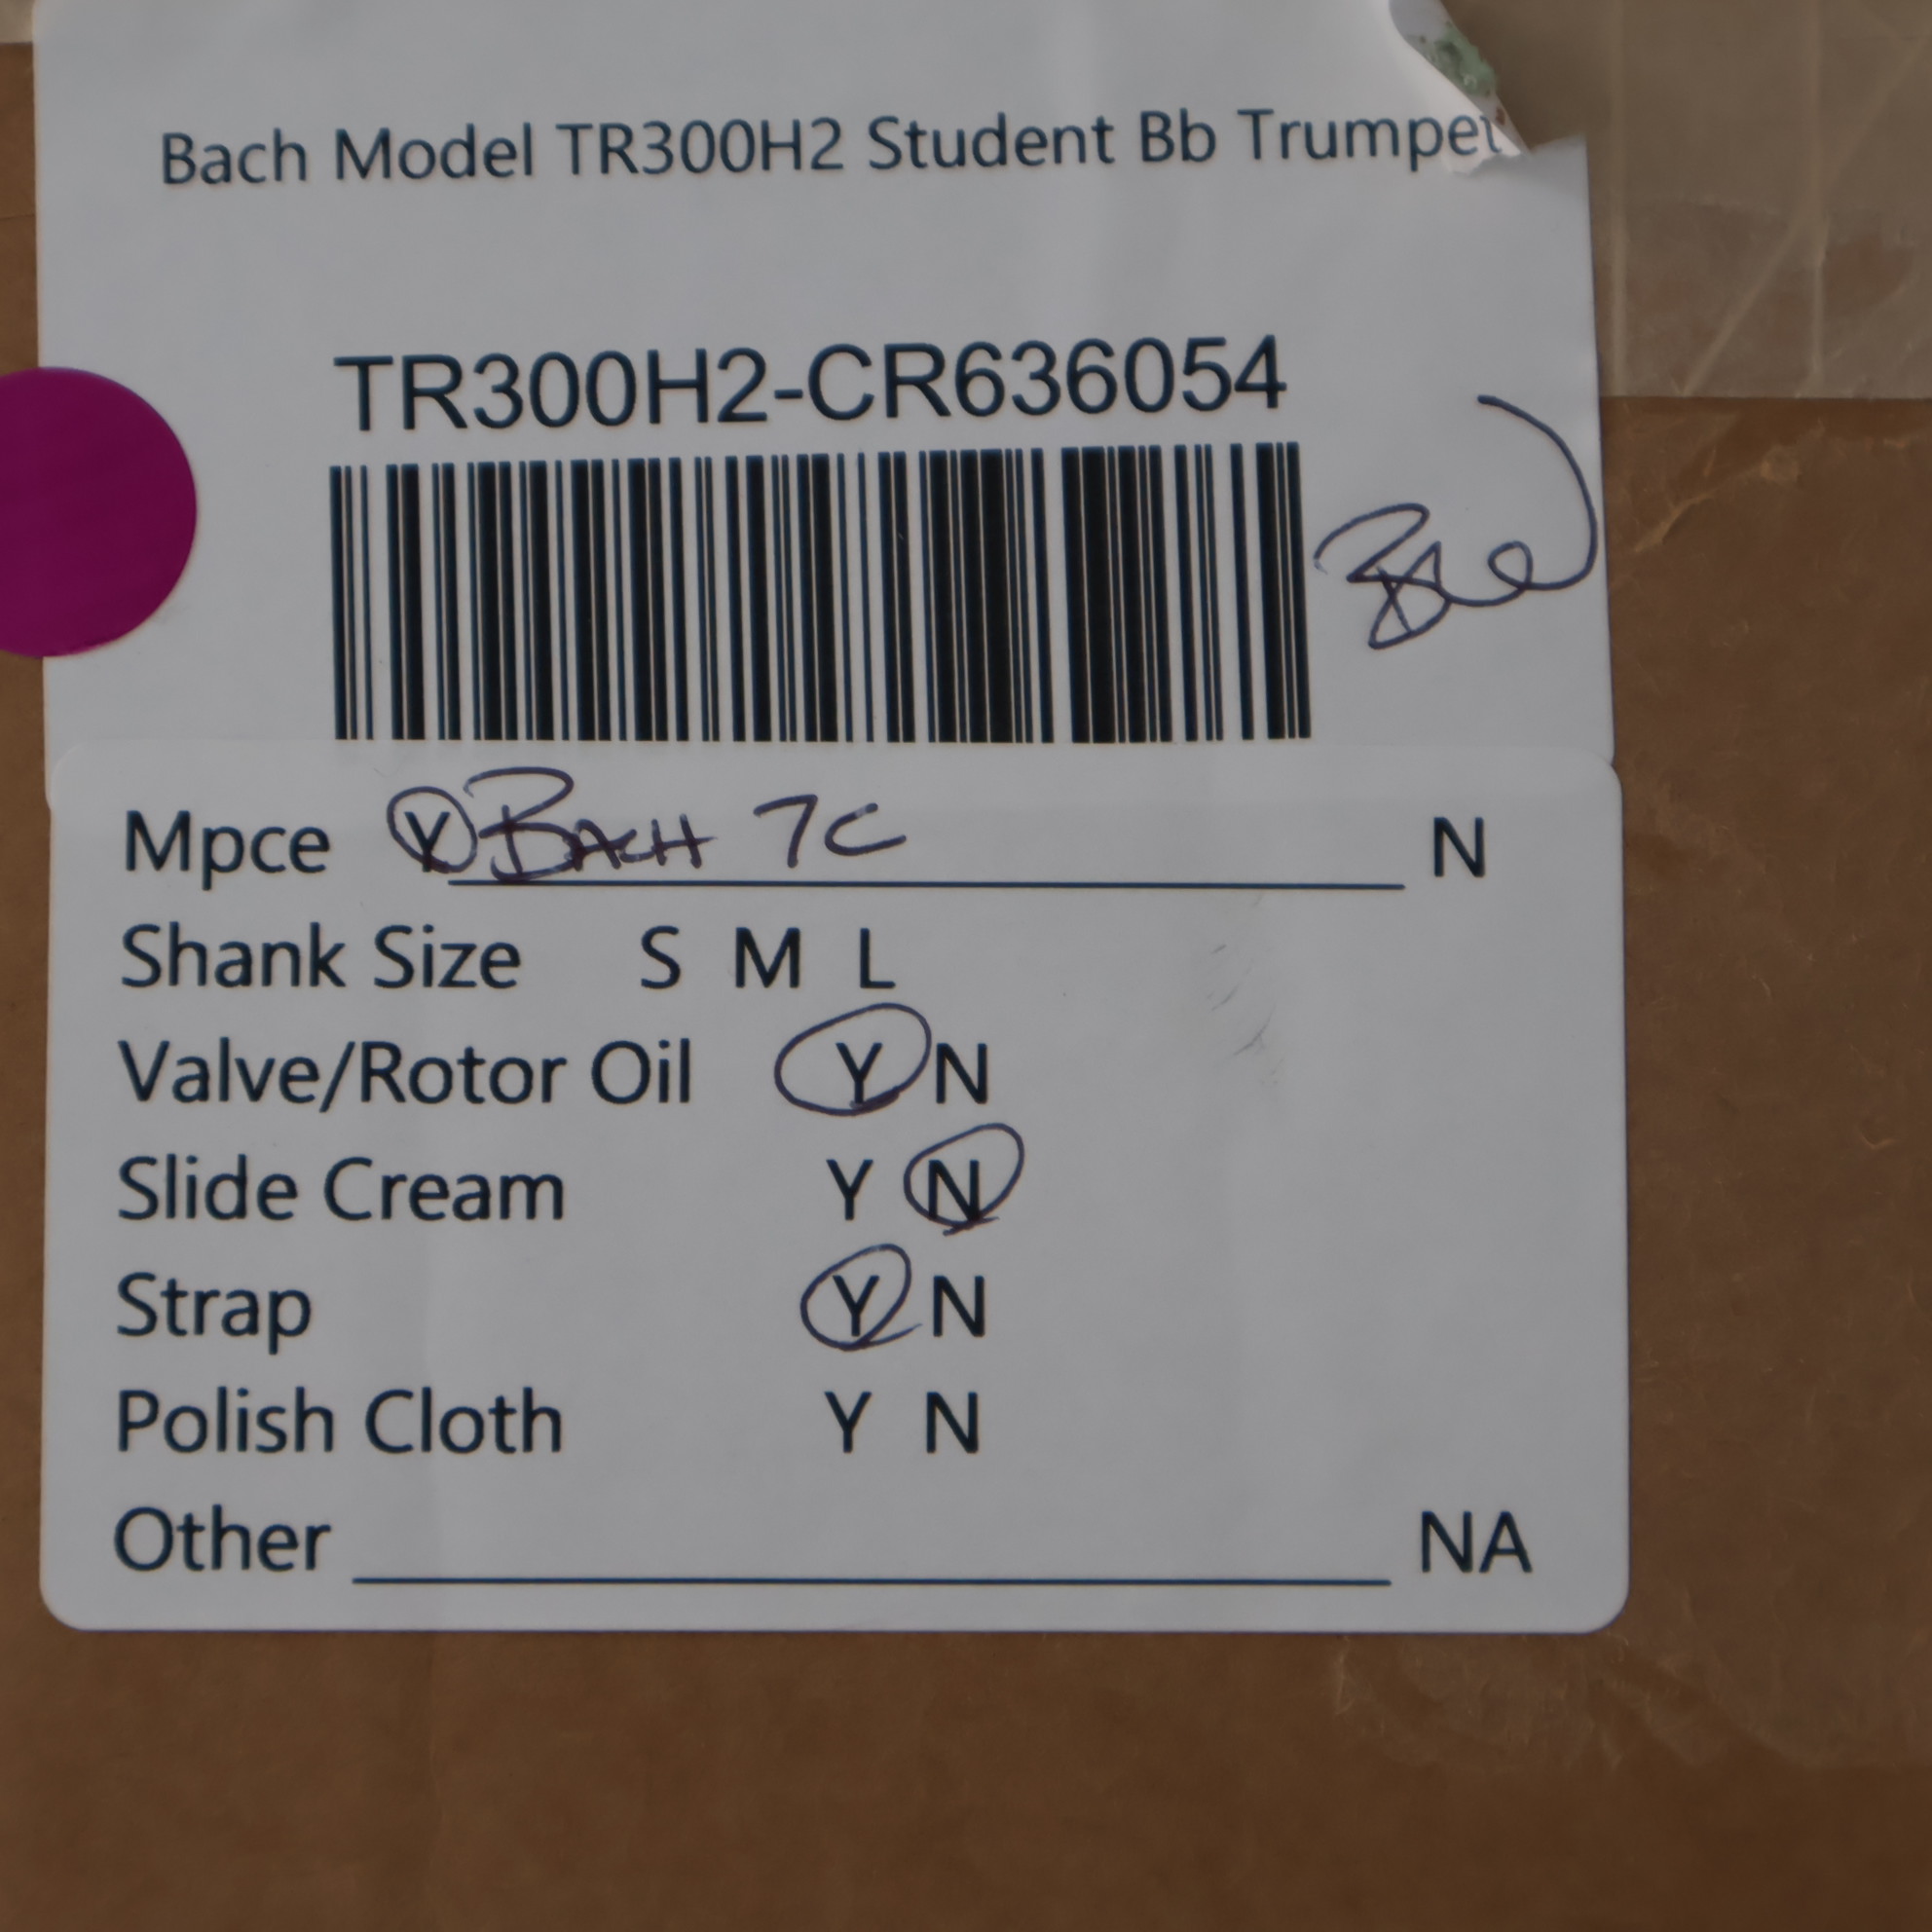 Bach Model TR300H2 Student Bb Trumpet
TR300H2-CR636054
Mpce Y BACH 7C N
Shank Size S M L
Valve/Rotor Oil Y N
Slide Cream Y N
Strap Y N
Polish Cloth Y N
Other NA